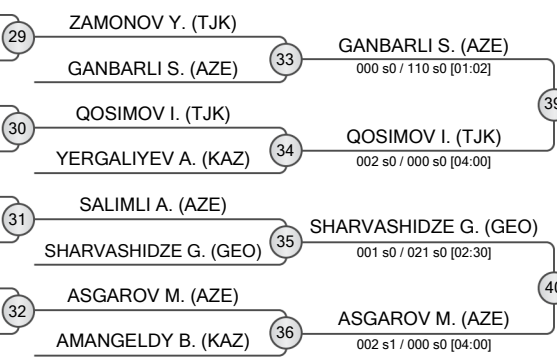 29
ZAMONOV Y. (TJK)
GANBARLI S. (AZE)
33
GANBARLI S. (AZE)
000 s0 / 110 s0 [01:02]
30
QOSIMOV I. (TJK)
YERGALIYEV A. (KAZ)
34
QOSIMOV I. (TJK)
002 s0 / 000 s0 [04:00]
39
31
SALIMLI A. (AZE)
SHARVASHIDZE G. (GEO)
35
SHARVASHIDZE G. (GEO)
001 s0 / 021 s0 [02:30]
32
ASGAROV M. (AZE)
AMANGELDY B. (KAZ)
36
ASGAROV M. (AZE)
002 s1 / 000 s0 [04:00]
40